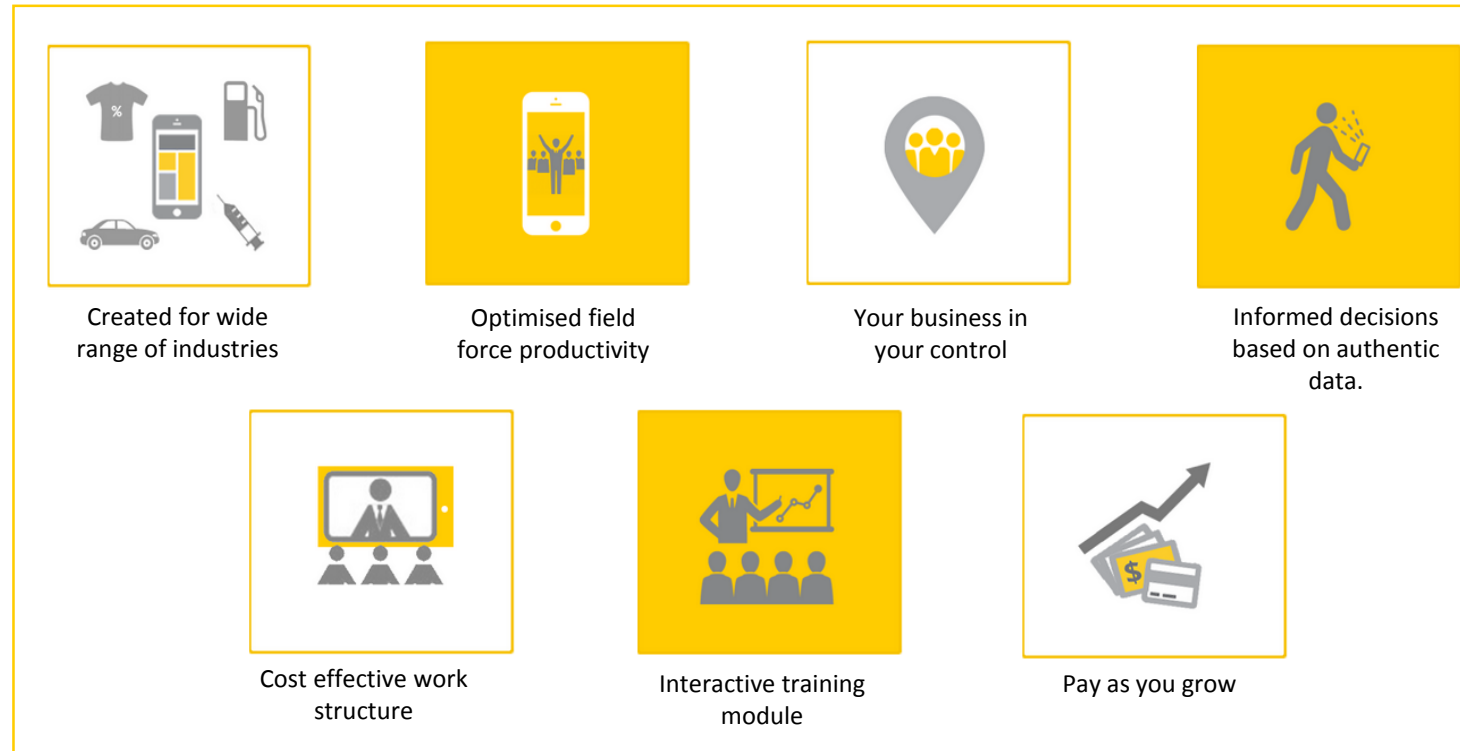 %
Created for wide
range of industries
Optimised field
force productivity
Your business in
your control
Informed decisions
based on authentic
data.
$
Cost effective work
structure
Interactive training
module
Pay as you grow